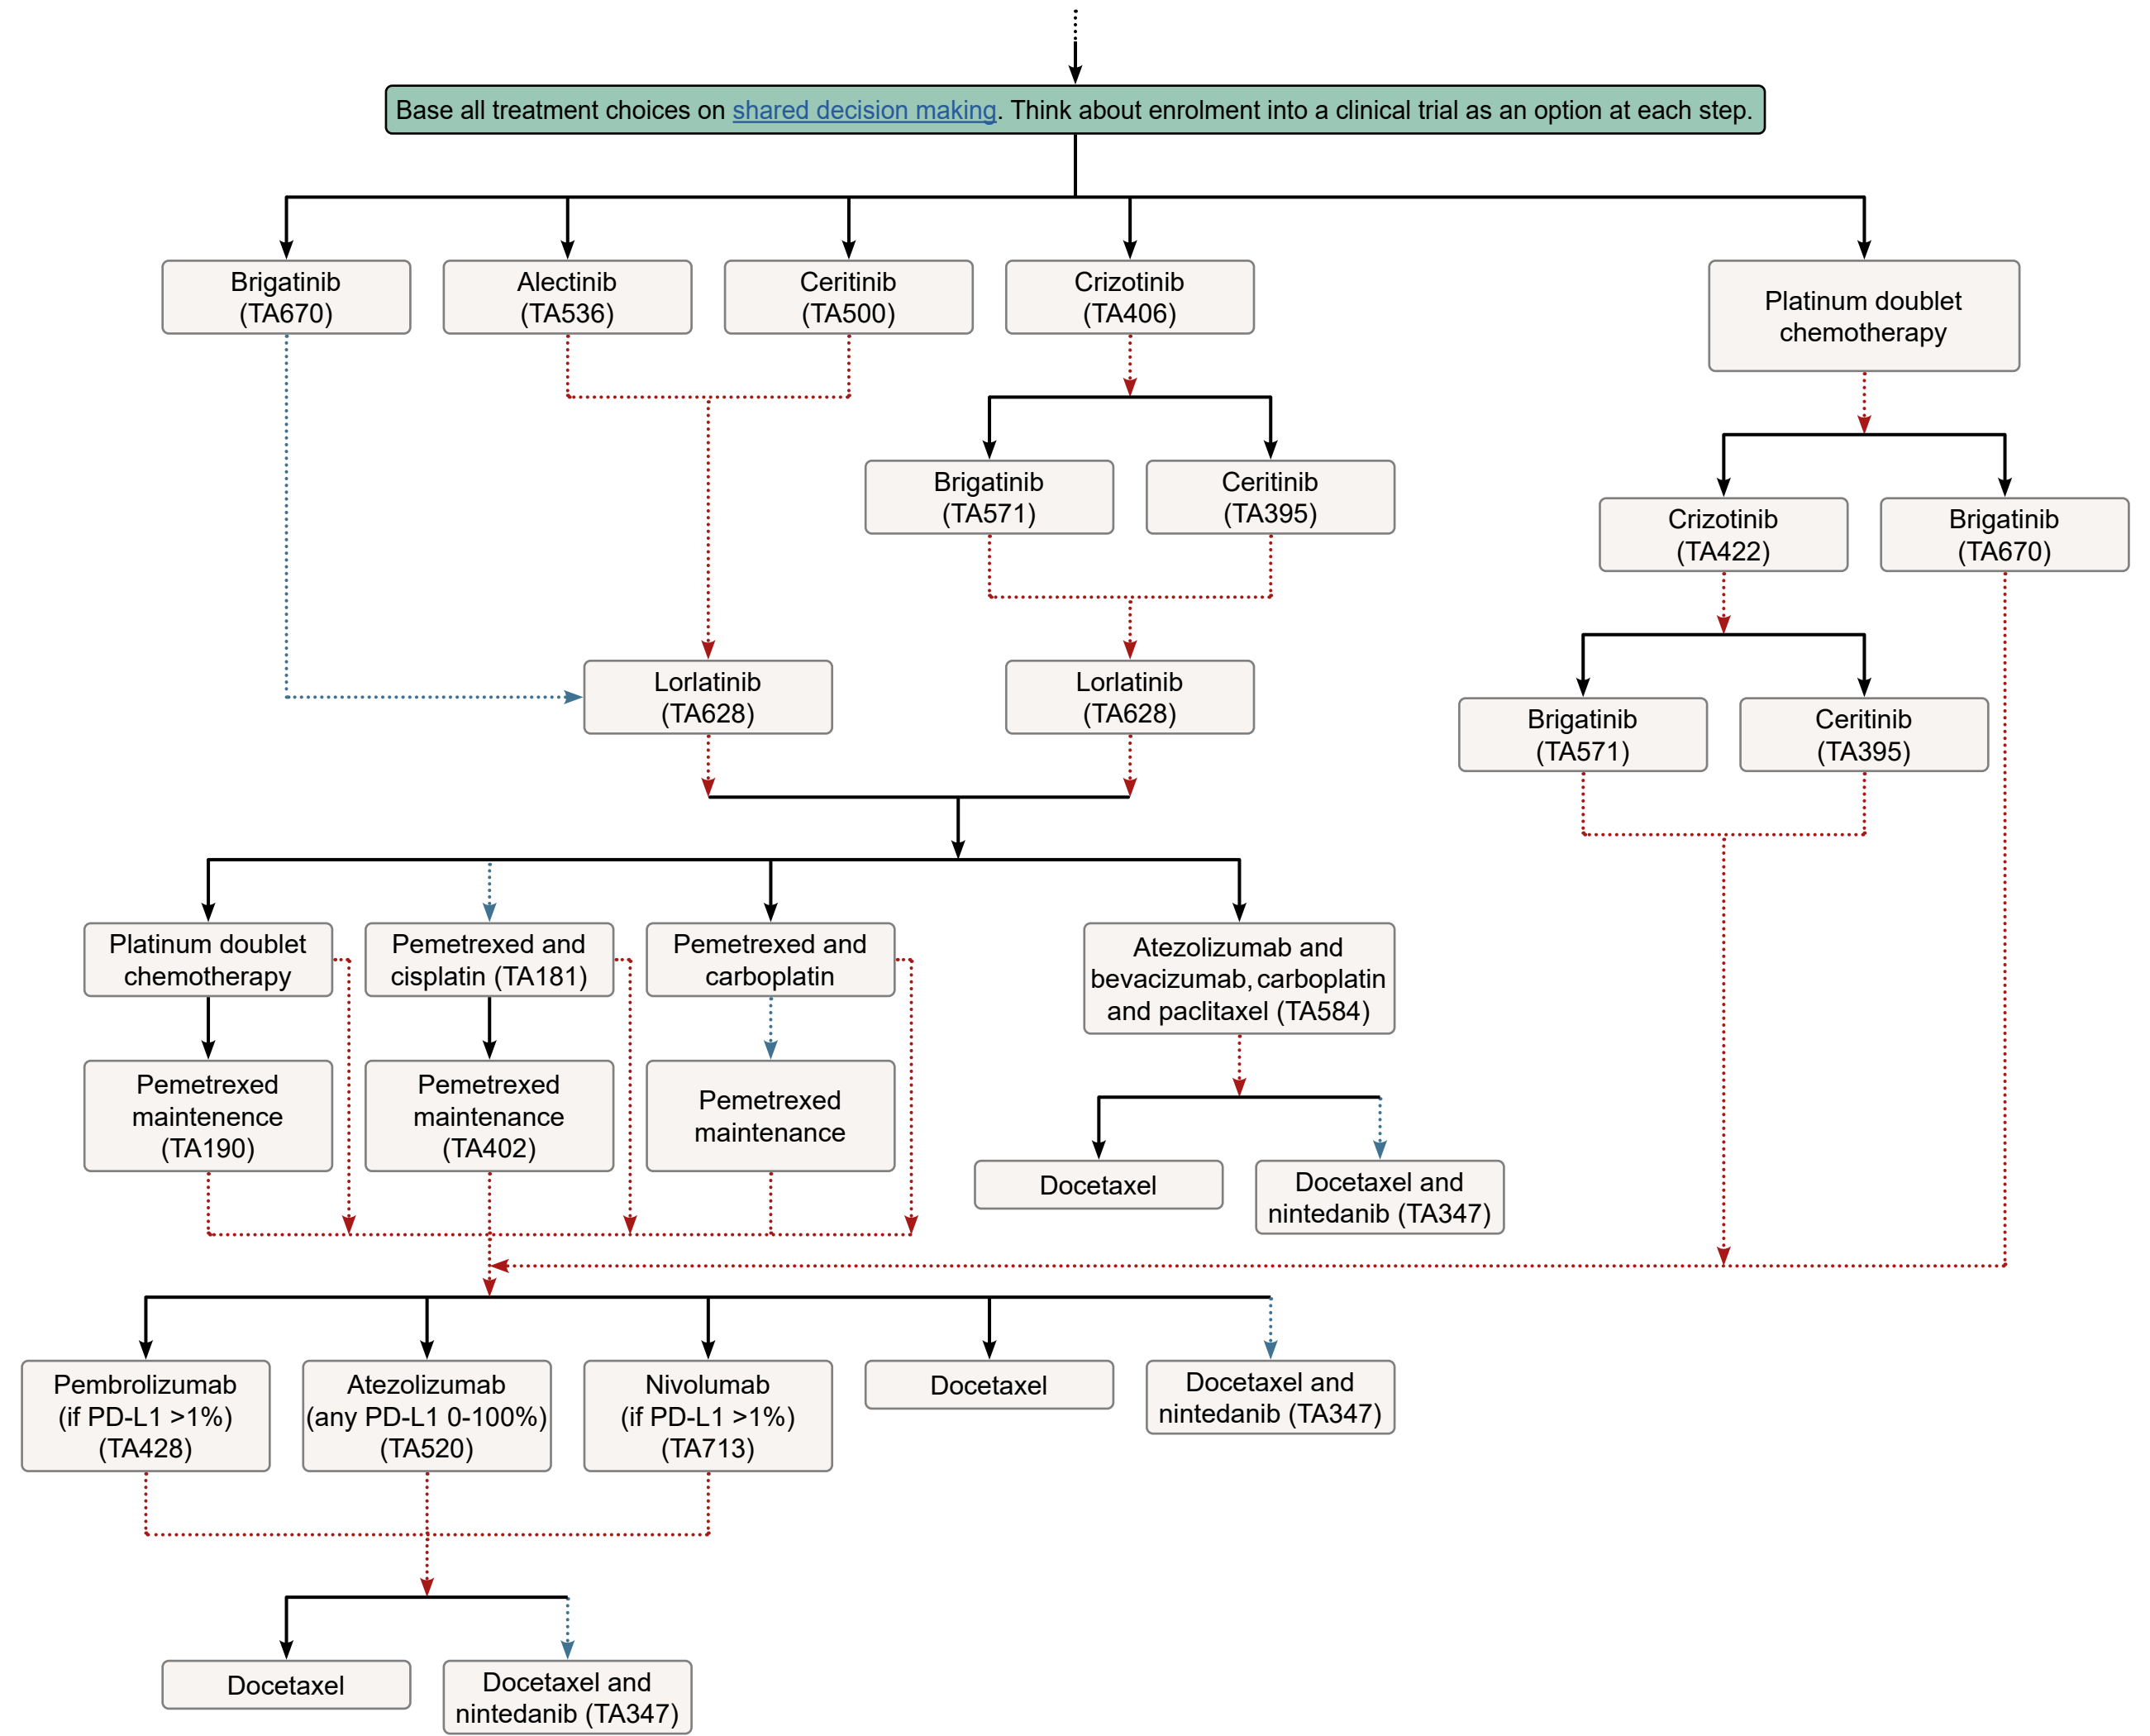 Base all treatment choices on shared decision making. Think about enrolment into a clinical trial as an option at each step.
Brigatinib
(TA670)
Alectinib
(TA536)
Ceritinib
(TA500)
Crizotinib
(TA406)
Platinum doublet
chemotherapy
Brigatinib
(TA571)
Ceritinib
(TA395)
Crizotinib
(TA422)
Brigatinib
(TA670)
Lorlatinib
(TA628)
Lorlatinib
(TA628)
Brigatinib
(TA571)
Ceritinib
(TA395)
Platinum doublet
chemotherapy
Pemetrexed and
cisplatin (TA181)
Pemetrexed and
carboplatin
Atezolizumab and
bevacizumab, carboplatin
and paclitaxel (TA584)
Pemetrexed
maintenence
(TA190)
Pemetrexed
maintenance
(TA402)
Pemetrexed
maintenance
Docetaxel
Docetaxel and
nintedanib (TA347)
Pembrolizumab
(if PD-L1 >1%)
(TA428)
Atezolizumab
(any PD-L1 0-100%)
(TA520)
Nivolumab
(if PD-L1 >1%)
(TA713)
Docetaxel
Docetaxel and
nintedanib (TA347)
Docetaxel
Docetaxel and
nintedanib (TA347)